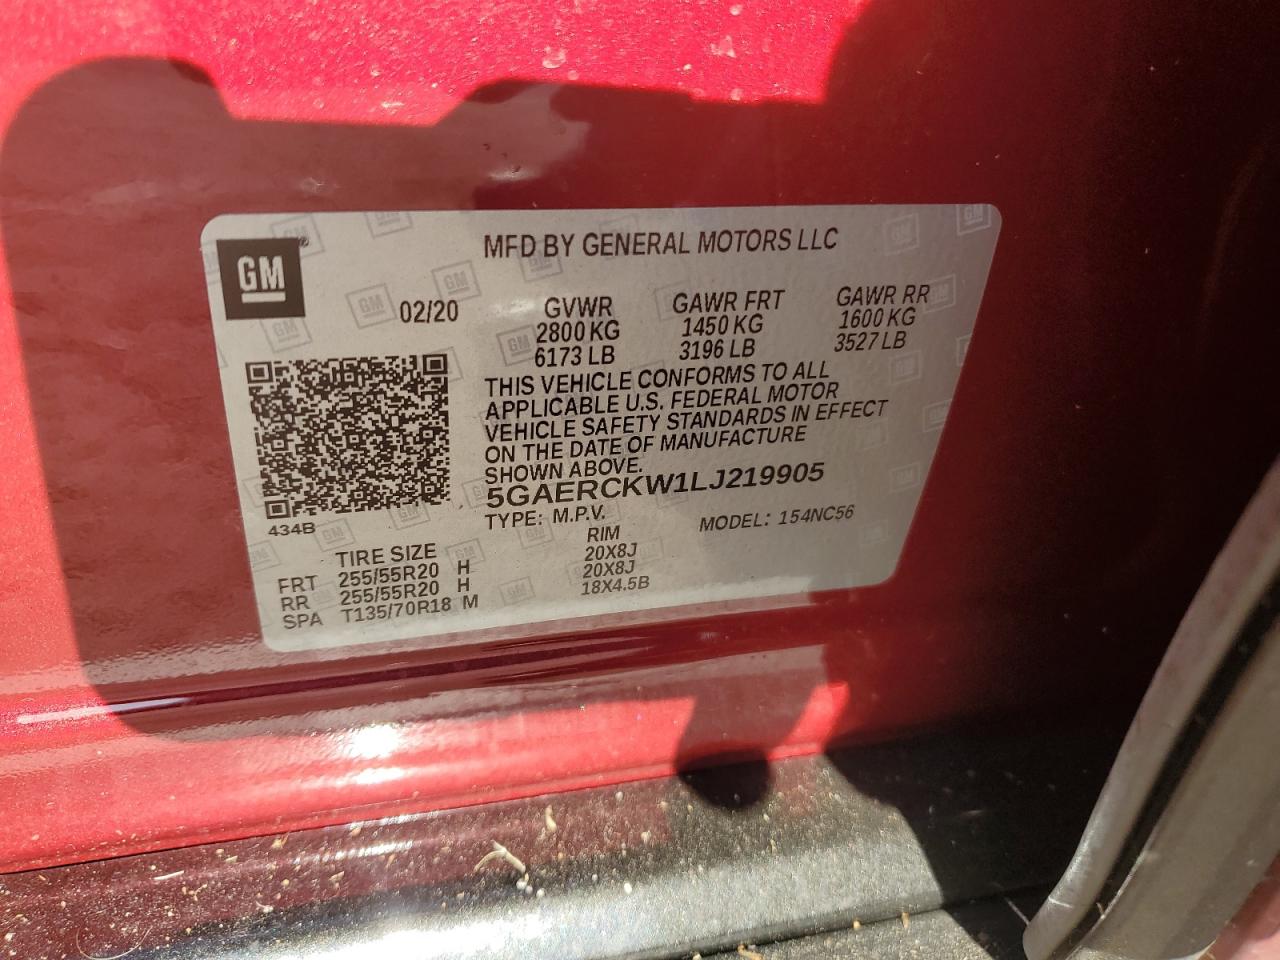 GM®
MFD BY GENERAL MOTORS LLC
02/20
GVWR GAWR FRT GAWR RR
2800 KG 1450 KG 1600 KG
6173 LB 3196 LB 3527 LB
THIS VEHICLE CONFORMS TO ALL
APPLICABLE U.S. FEDERAL MOTOR
VEHICLE SAFETY STANDARDS IN EFFECT
ON THE DATE OF MANUFACTURE
SHOWN ABOVE.
5GAERCKW1LJ219905
434B
TYPE: M.P.V. MODEL: 154NC56
TIRE SIZE RIM
FRT 255/55R20 H 20X8J
RR 255/55R20 H 20X8J
SPA T135/70R18 M 18X4.5B